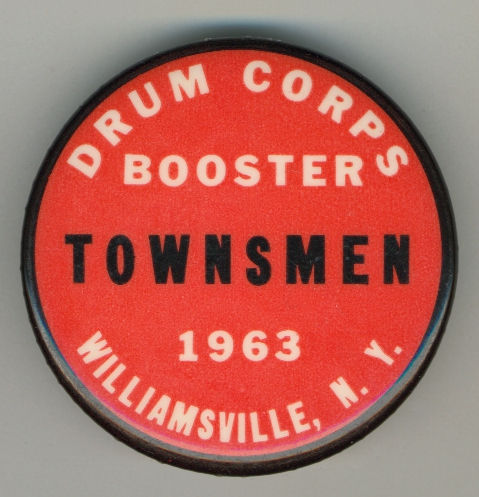 DRUM CORPS
BOOSTER
TOWNSMEN
1963
WILLIAMSVILLE, N. Y.